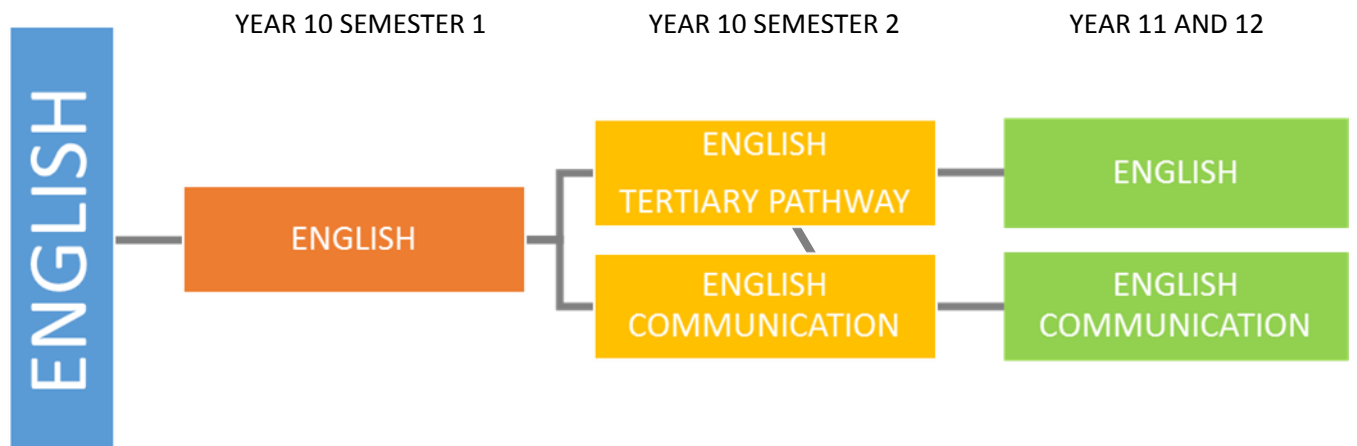 YEAR 10 SEMESTER 1
YEAR 10 SEMESTER 2
YEAR 11 AND 12
ENGLISH
ENGLISH
ENGLISH
TERTIARY PATHWAY
ENGLISH
COMMUNICATION
ENGLISH
ENGLISH
COMMUNICATION